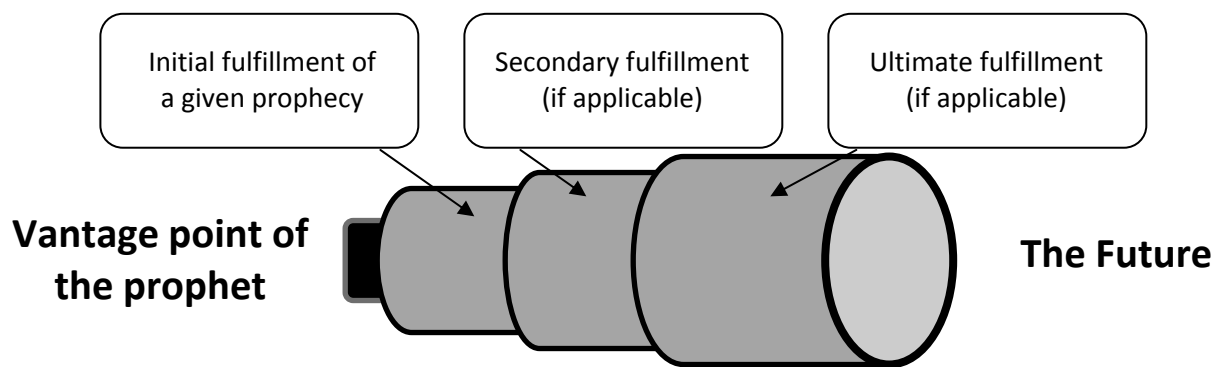 Initial fulfillment of
a given prophecy
Secondary fulfillment
(if applicable)
Ultimate fulfillment
(if applicable)
Vantage point of
the prophet
The Future